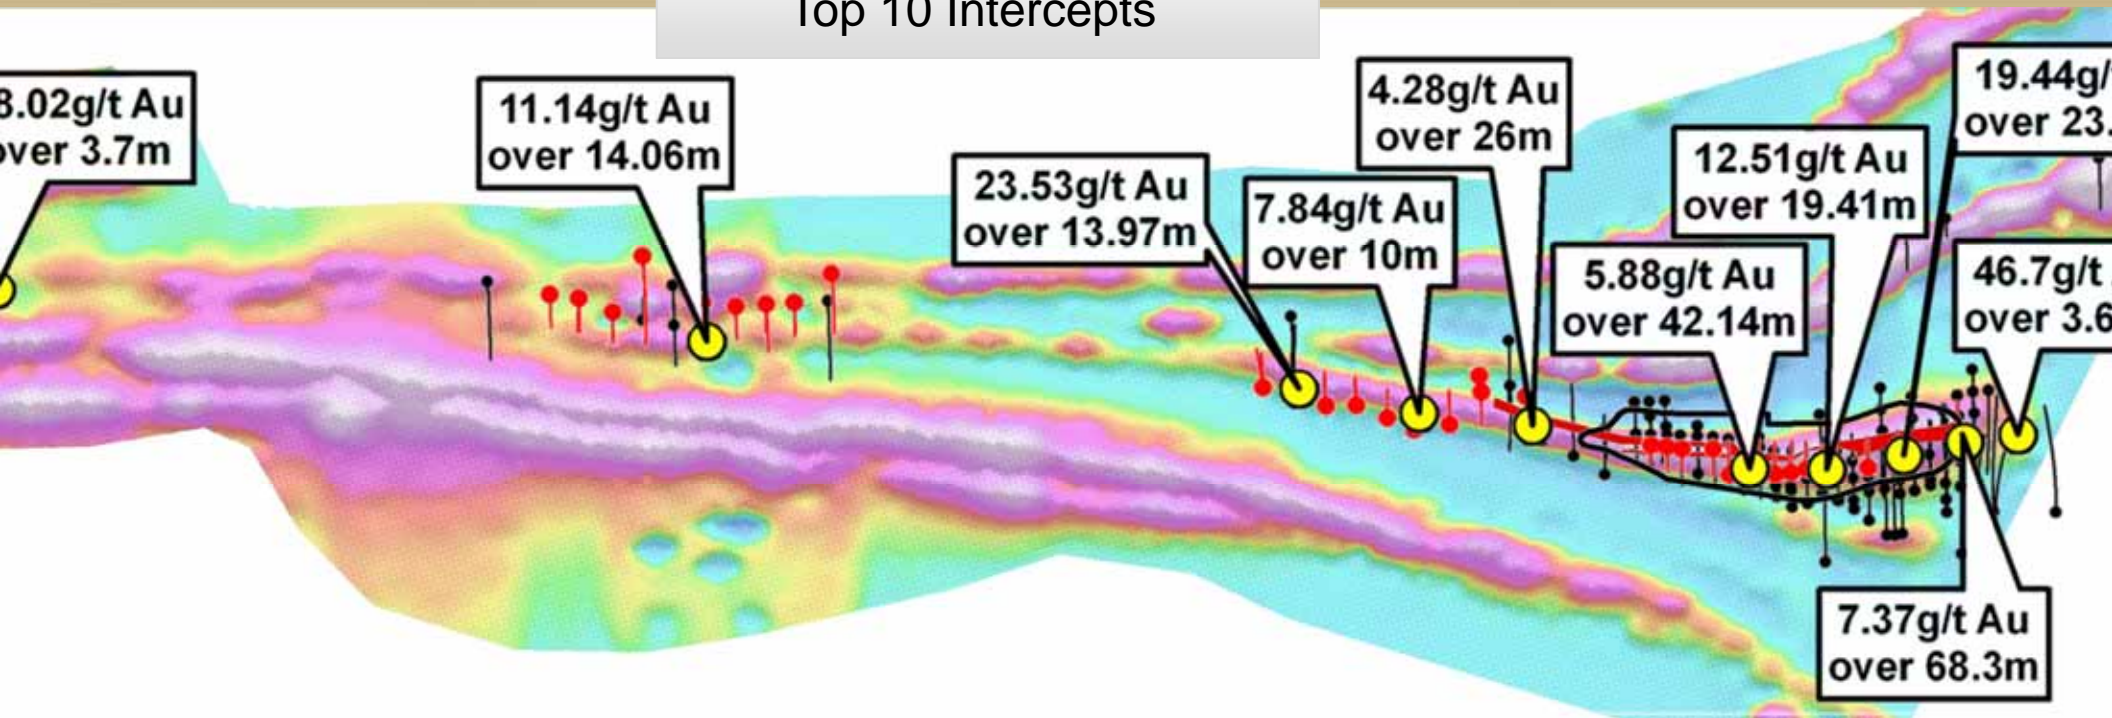 Top 10 Intercepts
8.02g/t Au
over 3.7m
11.14g/t Au
over 14.06m
23.53g/t Au
over 13.97m
7.84g/t Au
over 10m
4.28g/t Au
over 26m
5.88g/t Au
over 42.14m
12.51g/t Au
over 19.41m
19.44g/
over 23.
46.7g/t
over 3.6
7.37g/t Au
over 68.3m